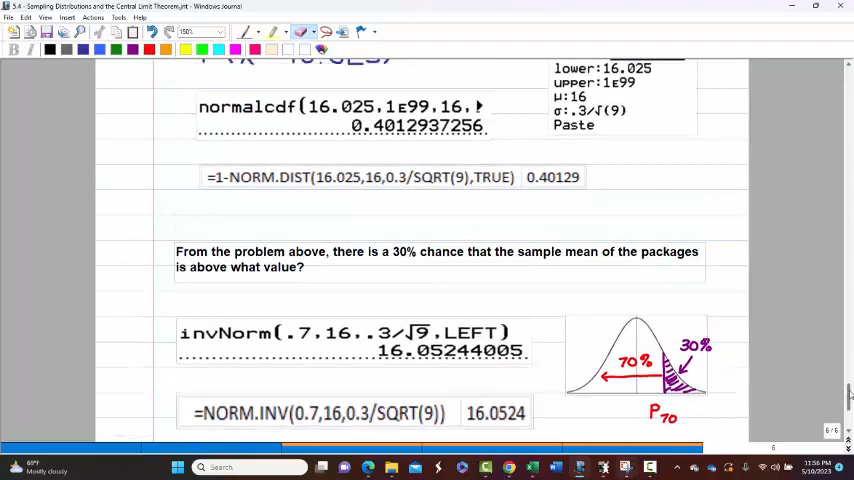 5.4 - Sampling Distributions and the Central Limit Theorem.jnt - Windows Journal
File Edit View Insert Actions Tools Help
150%
B I
lower:16.025
upper:1E99
μ:16
σ:.3/√(9)
Paste
normalcdf(16.025,1E99,16,
0.4012937256
=1-NORM.DIST(16.025,16,0.3/SQRT(9),TRUE) 0.40129
From the problem above, there is a 30% chance that the sample mean of the packages
is above what value?
invNorm(.7,16,.3/√9,LEFT)
16.05244005
30%
70%
P70
=NORM.INV(0.7,16,0.3/SQRT(9)) 16.0524
6 / 6
6
69°F
Mostly cloudy
Search
11:56 PM
5/10/2023